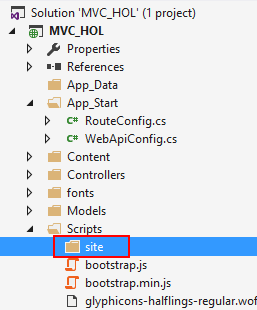 Solution 'MVC_HOL' (1 project)
MVC_HOL
Properties
References
App_Data
App_Start
RouteConfig.cs
WebApiConfig.cs
Content
Controllers
fonts
Models
Scripts
site
bootstrap.js
bootstrap.min.js
glyphicons-halflings-regular.wof